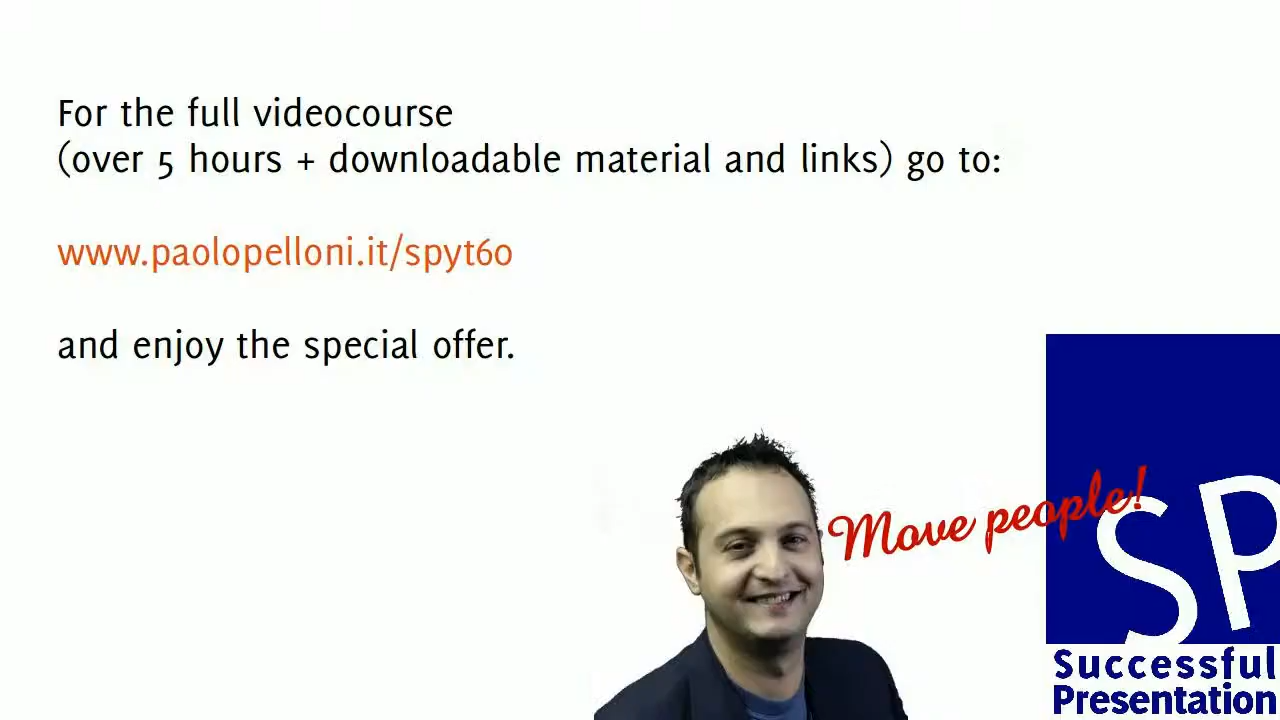 For the full videocourse
(over 5 hours + downloadable material and links) go to:
www.paolopelloni.it/spyt60
and enjoy the special offer.
Move people!
SP
Successful
Presentation